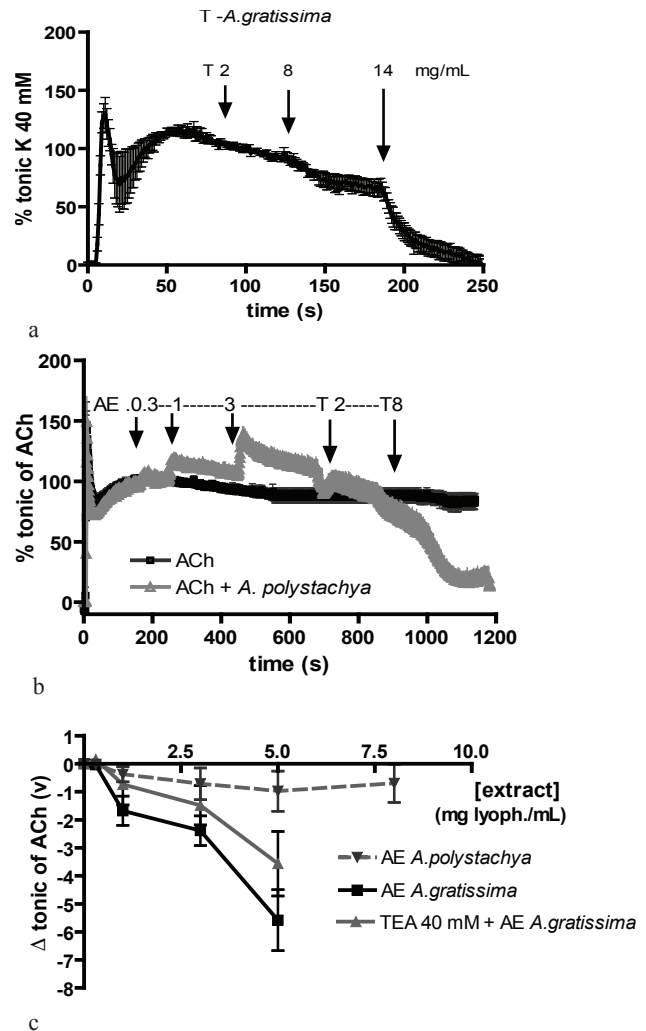 T -A.gratissima
T 2 8 14 mg/mL
% tonic K 40 mM
200
150
100
50
0
0 50 100 150 200 250
time (s)
a
AE .0.3--1-------3 ------------T 2 -----T8
% tonic of ACh
200
150
100
50
0
ACh
ACh + A. polystachya
0 200 400 600 800 1000 1200
time (s)
b
Δ tonic of ACh (v)
1
0
-1
-2
-3
-4
-5
-6
-7
-8
2.5 5.0 7.5 10.0
[extract]
(mg lyoph./mL)
AE A.polystachya
AE A.gratissima
TEA 40 mM + AE A.gratissima
c